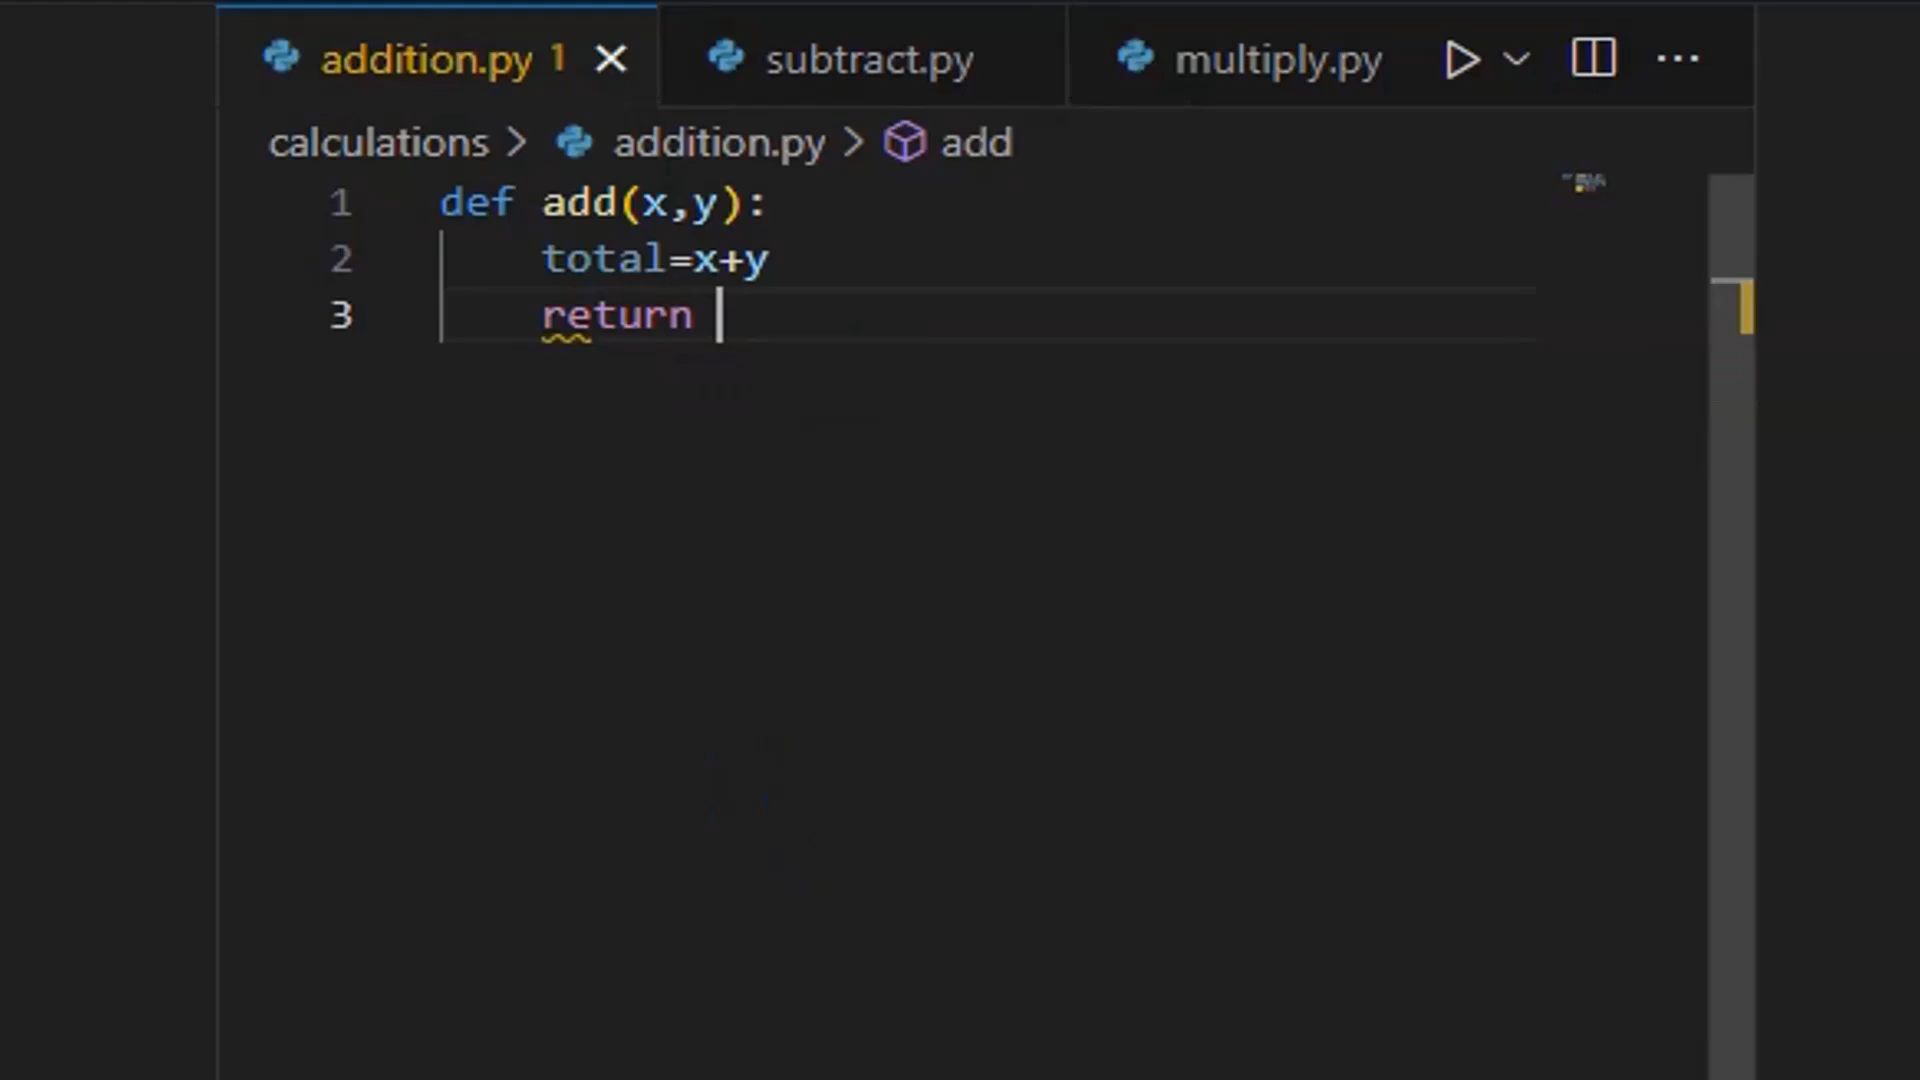 addition.py 1 subtract.py multiply.py
calculations > addition.py > add
1 def add(x,y):
2     total=x+y
3     return